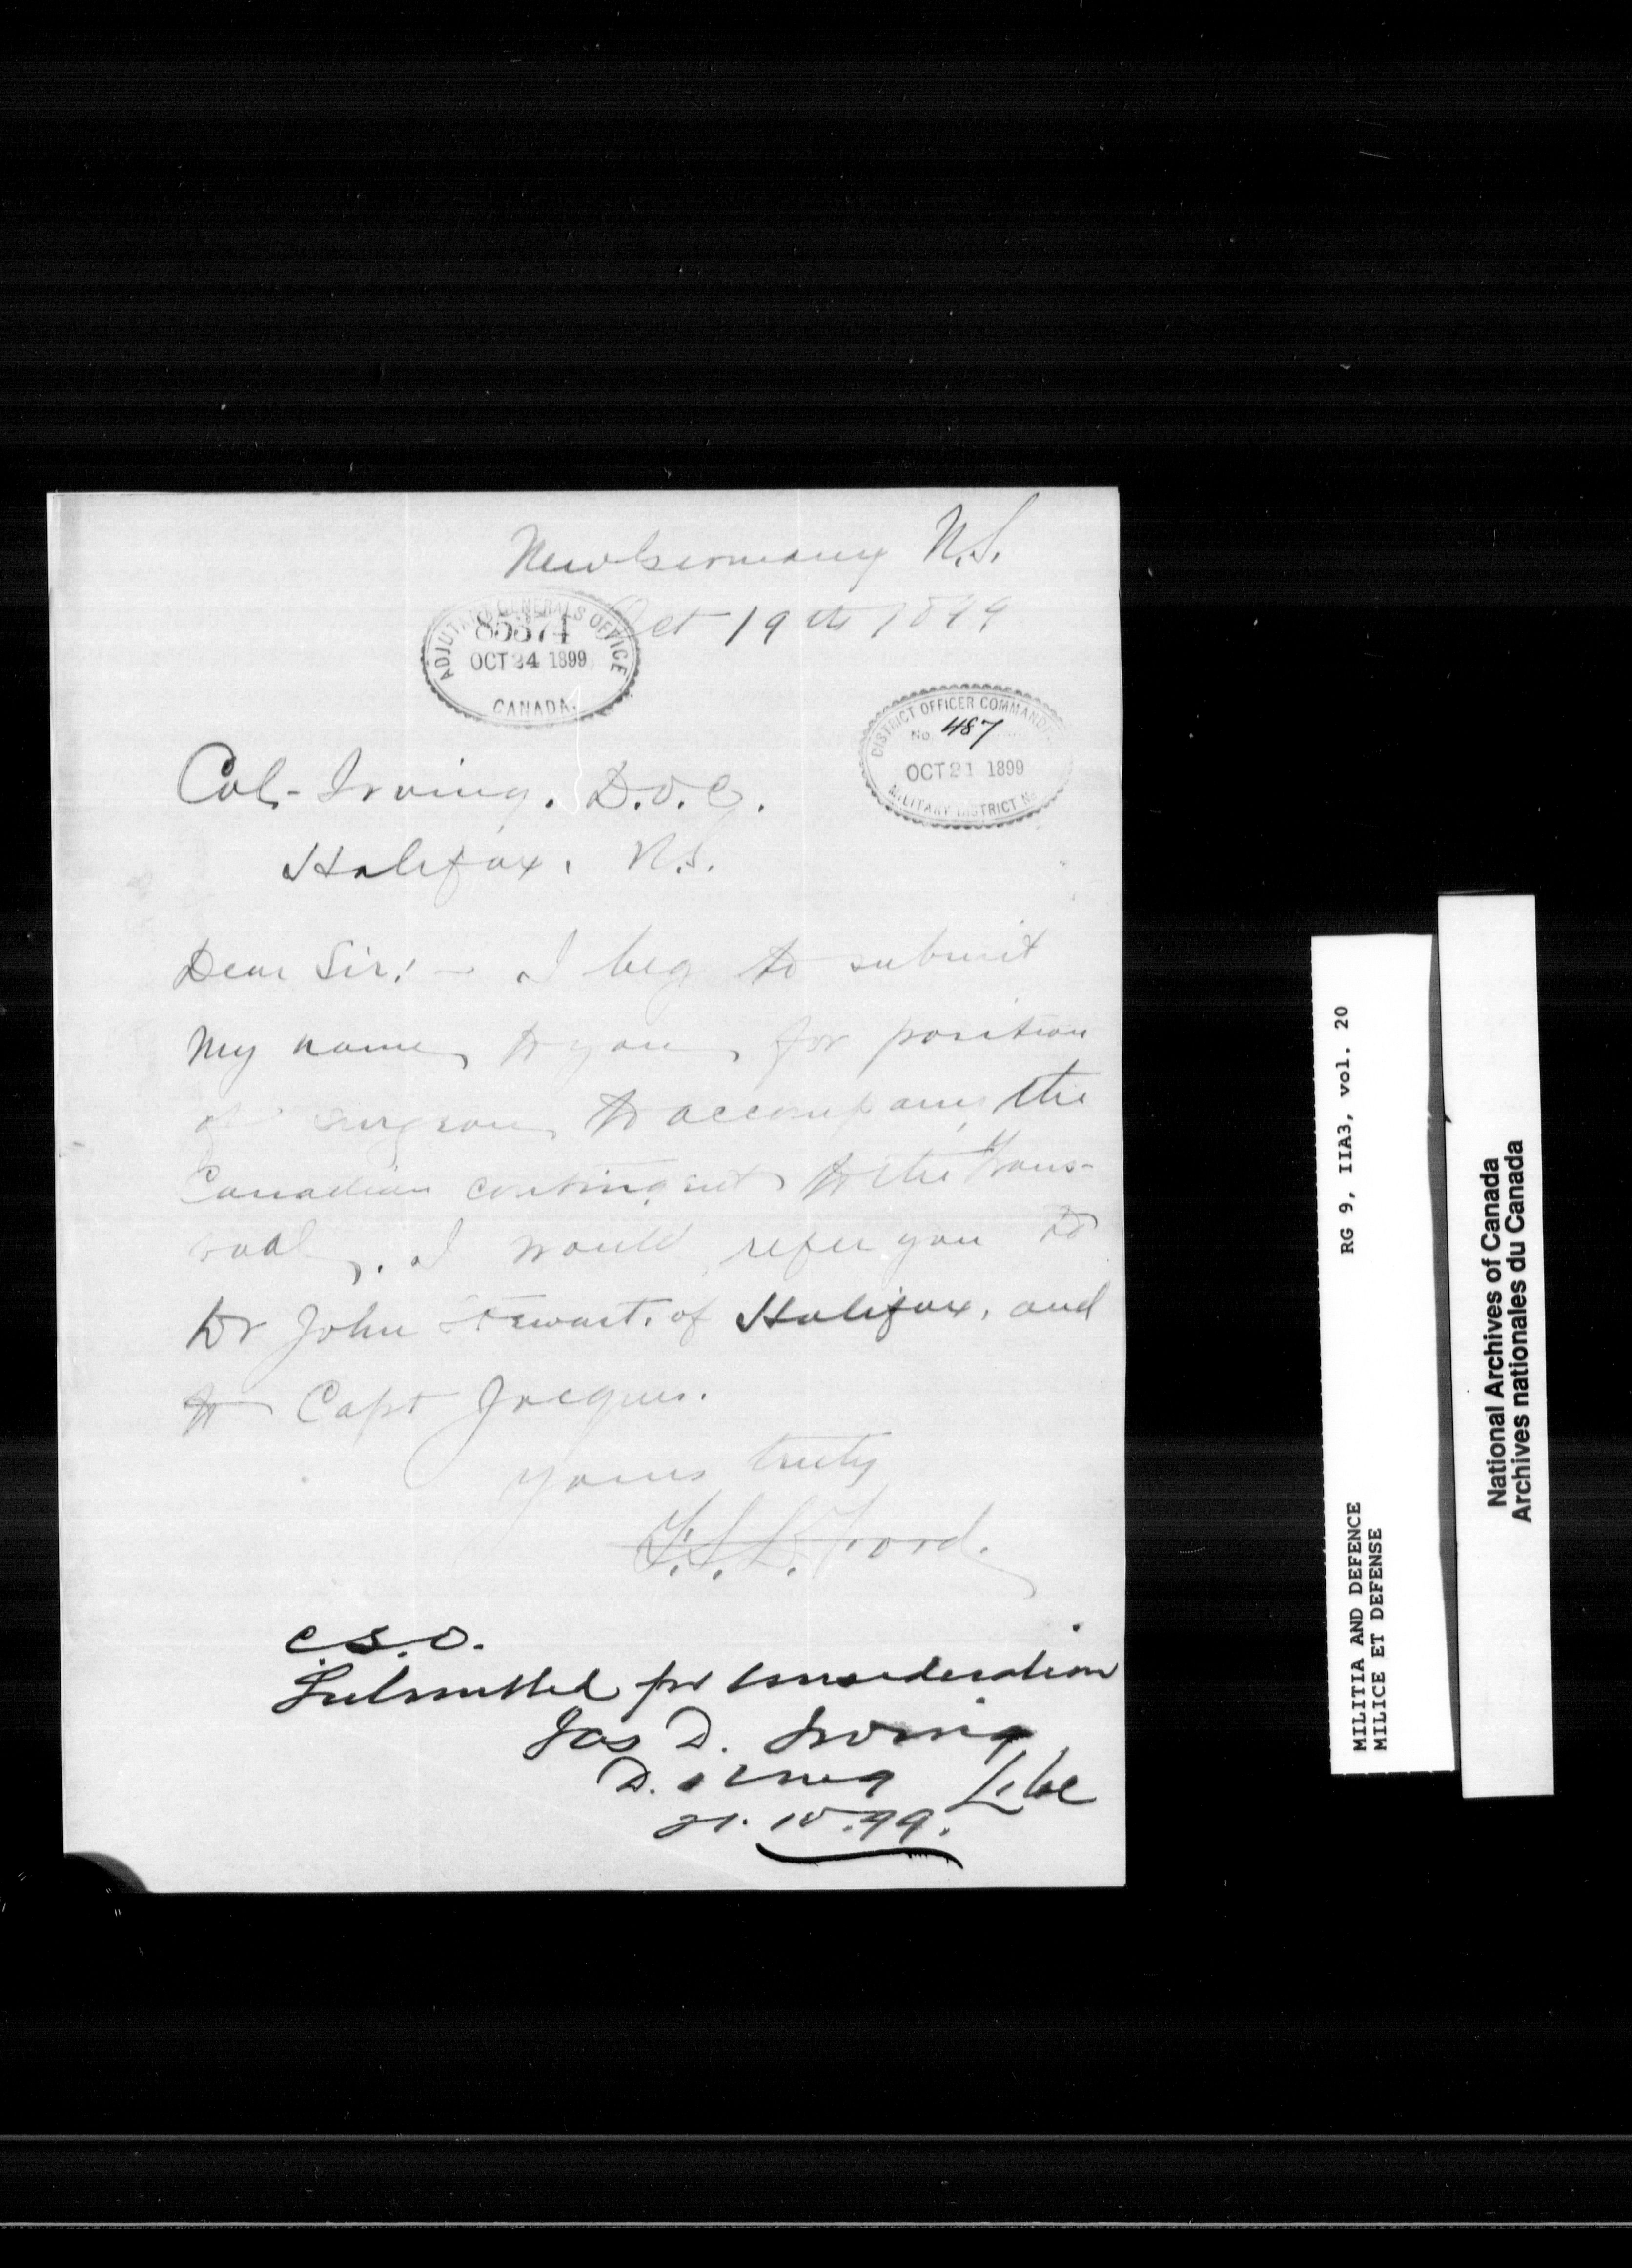 New Germany N.S.
Oct 19th 1899
ADJUTANT GENERALS OFFICE
85374
OCT 24 1899
CANADA.
DISTRICT OFFICER COMMANDING
No. 487
OCT 21 1899
MILITARY DISTRICT No
Col- Irving. D.O.C.
Halifax. N.S.
Dear Sir! - I beg to submit
my name to you, for position
of surgeon to accompany the
Canadian contingent to the Trans-
vaal. I would refer you to
Dr John Stewart. of Halifax, and
to Capt Jacques.
Yours truly
C.S.O.
Submitted for consideration
Jas D. Irving
D.
21.10.99.
RG 9, IIA3, vol. 20
MILITIA AND DEFENCE
MILICE ET DEFENSE
National Archives of Canada
Archives nationales du Canada